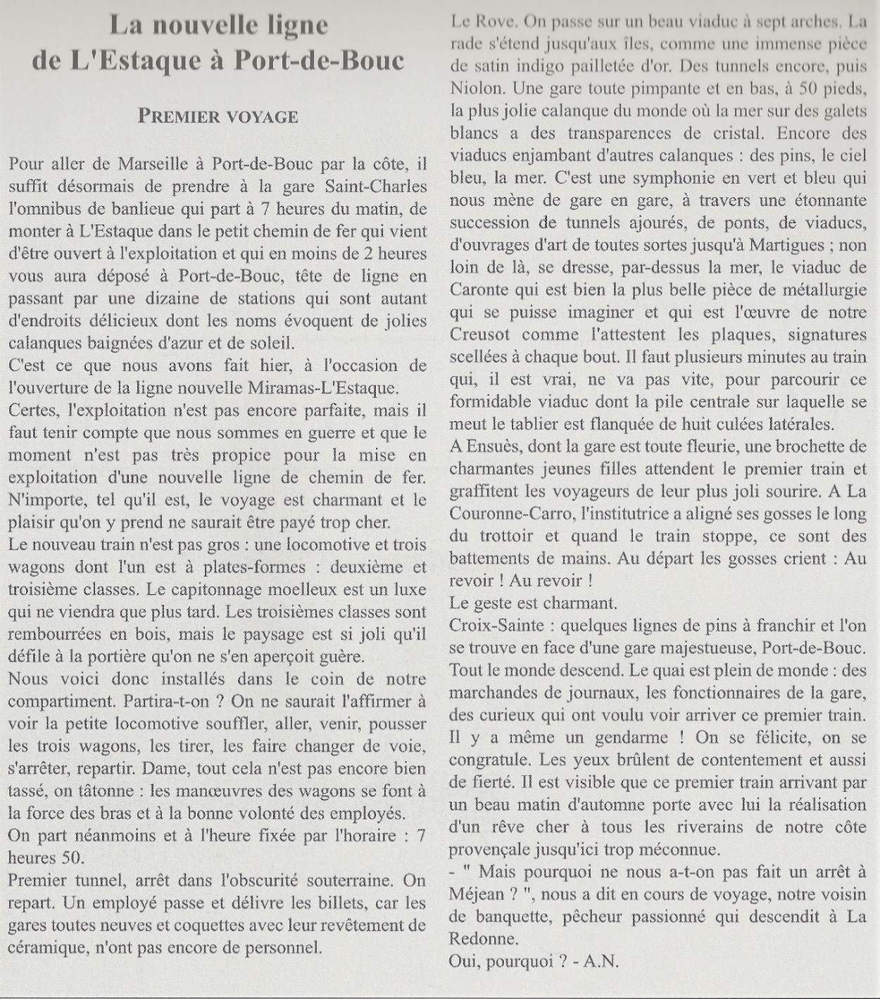 La nouvelle ligne
de L'Estaque à Port-de-Bouc
PREMIER VOYAGE
Pour aller de Marseille à Port-de-Bouc par la côte, il
suffit désormais de prendre à la gare Saint-Charles
l'omnibus de banlieue qui part à 7 heures du matin, de
monter à L'Estaque dans le petit chemin de fer qui vient
d'être ouvert à l'exploitation et qui en moins de 2 heures
vous aura déposé à Port-de-Bouc, tête de ligne en
passant par une dizaine de stations qui sont autant
d'endroits délicieux dont les noms évoquent de jolies
calanques baignées d'azur et de soleil.
C'est ce que nous avons fait hier, à l'occasion de
l'ouverture de la ligne nouvelle Miramas-L'Estaque.
Certes, l'exploitation n'est pas encore parfaite, mais il
faut tenir compte que nous sommes en guerre et que le
moment n'est pas très propice pour la mise en
exploitation d'une nouvelle ligne de chemin de fer.
N'importe, tel qu'il est, le voyage est charmant et le
plaisir qu'on y prend ne saurait être payé trop cher.
Le nouveau train n'est pas gros : une locomotive et trois
wagons dont l'un est à plates-formes : deuxième et
troisième classes. Le capitonnage moelleux est un luxe
qui ne viendra que plus tard. Les troisièmes classes sont
rembourrées en bois, mais le paysage est si joli qu'il
défile à la portière qu'on ne s'en aperçoit guère.
Nous voici donc installés dans le coin de notre
compartiment. Partira-t-on ? On ne saurait l'affirmer à
voir la petite locomotive souffler, aller, venir, pousser
les trois wagons, les tirer, les faire changer de voie,
s'arrêter, repartir. Dame, tout cela n'est pas encore bien
tassé, on tâtonne : les manœuvres des wagons se font à
la force des bras et à la bonne volonté des employés.
On part néanmoins et à l'heure fixée par l'horaire : 7
heures 50.
Premier tunnel, arrêt dans l'obscurité souterraine. On
repart. Un employé passe et délivre les billets, car les
gares toutes neuves et coquettes avec leur revêtement de
céramique, n'ont pas encore de personnel.
Le Rove. On passe sur un beau viaduc à sept arches. La
rade s'étend jusqu'aux îles, comme une immense pièce
de satin indigo pailletée d'or. Des tunnels encore, puis
Niolon. Une gare toute pimpante et en bas, à 50 pieds,
la plus jolie calanque du monde où la mer sur des galets
blancs a des transparences de cristal. Encore des
viaducs enjambant d'autres calanques : des pins, le ciel
bleu, la mer. C'est une symphonie en vert et bleu qui
nous mène de gare en gare, à travers une étonnante
succession de tunnels ajourés, de ponts, de viaducs,
d'ouvrages d'art de toutes sortes jusqu'à Martigues ; non
loin de là, se dresse, par-dessus la mer, le viaduc de
Caronte qui est bien la plus belle pièce de métallurgie
qui se puisse imaginer et qui est l'œuvre de notre
Creusot comme l'attestent les plaques, signatures
scellées à chaque bout. Il faut plusieurs minutes au train
qui, il est vrai, ne va pas vite, pour parcourir ce
formidable viaduc dont la pile centrale sur laquelle se
meut le tablier est flanquée de huit culées latérales.
A Ensuès, dont la gare est toute fleurie, une brochette de
charmantes jeunes filles attendent le premier train et
graffitent les voyageurs de leur plus joli sourire. A La
Couronne-Carro, l'institutrice a aligné ses gosses le long
du trottoir et quand le train stoppe, ce sont des
battements de mains. Au départ les gosses crient : Au
revoir ! Au revoir !
Le geste est charmant.
Croix-Sainte : quelques lignes de pins à franchir et l'on
se trouve en face d'une gare majestueuse, Port-de-Bouc.
Tout le monde descend. Le quai est plein de monde : des
marchandes de journaux, les fonctionnaires de la gare,
des curieux qui ont voulu voir arriver ce premier train.
Il y a même un gendarme ! On se félicite, on se
congratule. Les yeux brûlent de contentement et aussi
de fierté. Il est visible que ce premier train arrivant par
un beau matin d'automne porte avec lui la réalisation
d'un rêve cher à tous les riverains de notre côte
provençale jusqu'ici trop méconnue.
- " Mais pourquoi ne nous a-t-on pas fait un arrêt à
Méjean ? ", nous a dit en cours de voyage, notre voisin
de banquette, pêcheur passionné qui descendit à La
Redonne.
Oui, pourquoi ? - A.N.